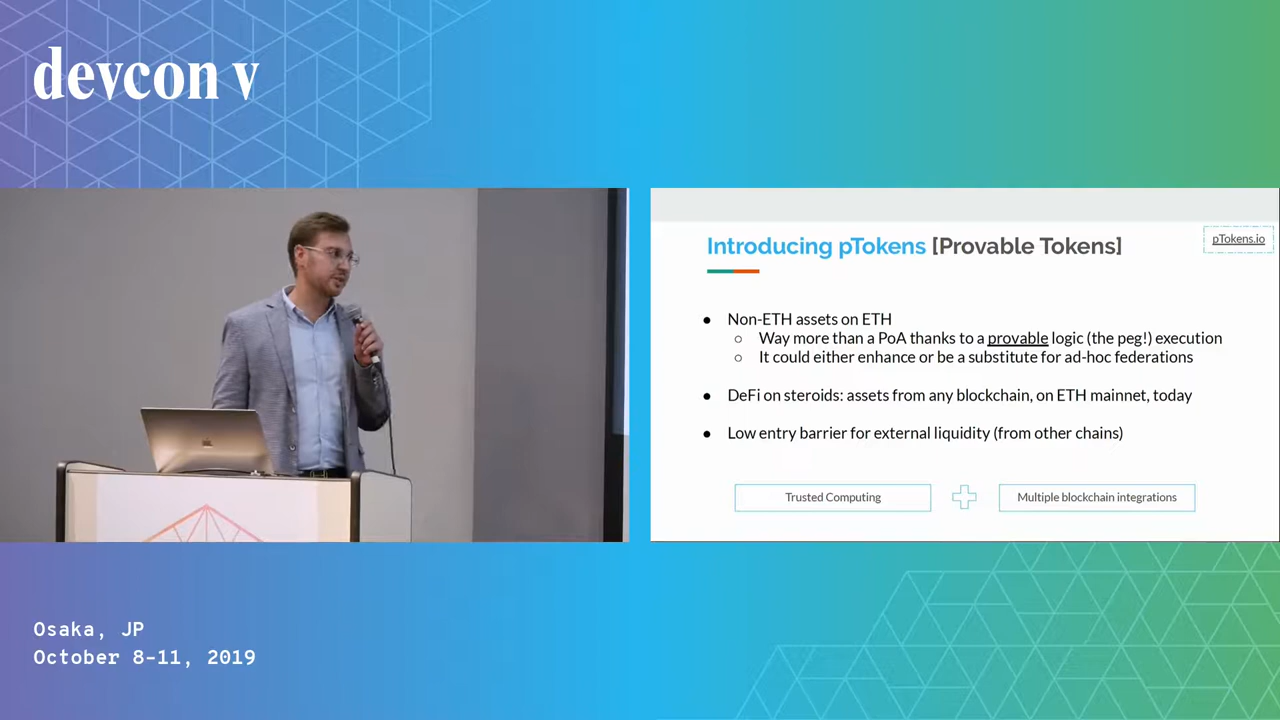 devcon v
Introducing pTokens [Provable Tokens]
pTokens.io
● Non-ETH assets on ETH
○ Way more than a PoA thanks to a provable logic (the peg!) execution
○ It could either enhance or be a substitute for ad-hoc federations
● DeFi on steroids: assets from any blockchain, on ETH mainnet, today
● Low entry barrier for external liquidity (from other chains)
Trusted Computing
Multiple blockchain integrations
Osaka, JP
October 8-11, 2019